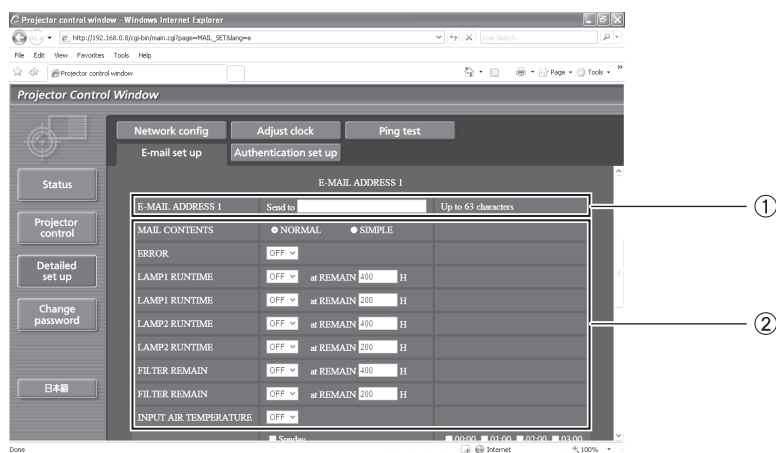 Projector control window - Windows Internet Explorer
http://192.168.0.8/cgi-bin/main.cgi?page=MAIL_SET&lang=e
Live Search
File Edit View Favorites Tools Help
Projector control window
Page Tools
Projector Control Window
Network config Adjust clock Ping test
E-mail set up Authentication set up
Status
Projector control
Detailed set up
Change password
日本語
E-MAIL ADDRESS 1
E-MAIL ADDRESS 1 Send to Up to 63 characters
①
MAIL CONTENTS NORMAL SIMPLE
ERROR OFF
LAMP1 RUNTIME OFF at REMAIN 400 H
LAMP1 RUNTIME OFF at REMAIN 200 H
LAMP2 RUNTIME OFF at REMAIN 400 H
②
LAMP2 RUNTIME OFF at REMAIN 200 H
FILTER REMAIN OFF at REMAIN 400 H
FILTER REMAIN OFF at REMAIN 200 H
INPUT AIR TEMPERATURE OFF
Sunday 00:00 01:00 02:00 03:00
Done Internet 100%